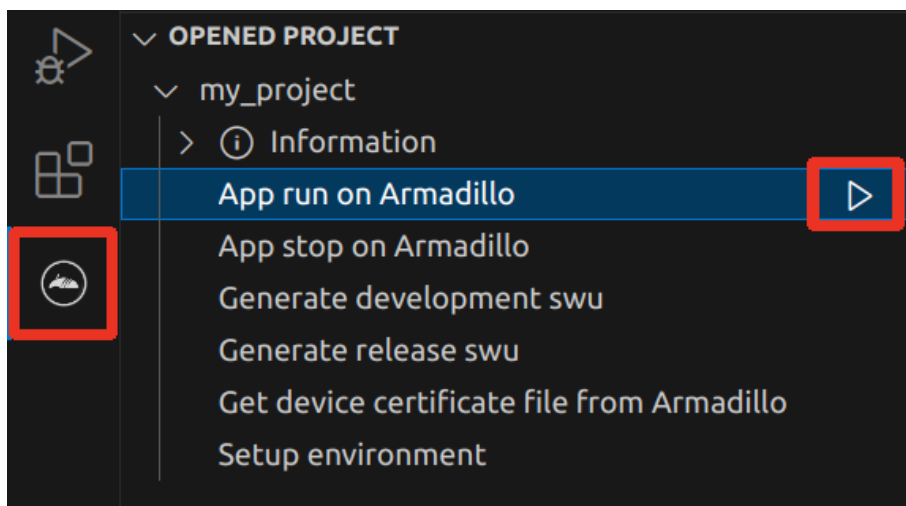 OPENED PROJECT
my_project
Information
App run on Armadillo
App stop on Armadillo
Generate development swu
Generate release swu
Get device certificate file from Armadillo
Setup environment